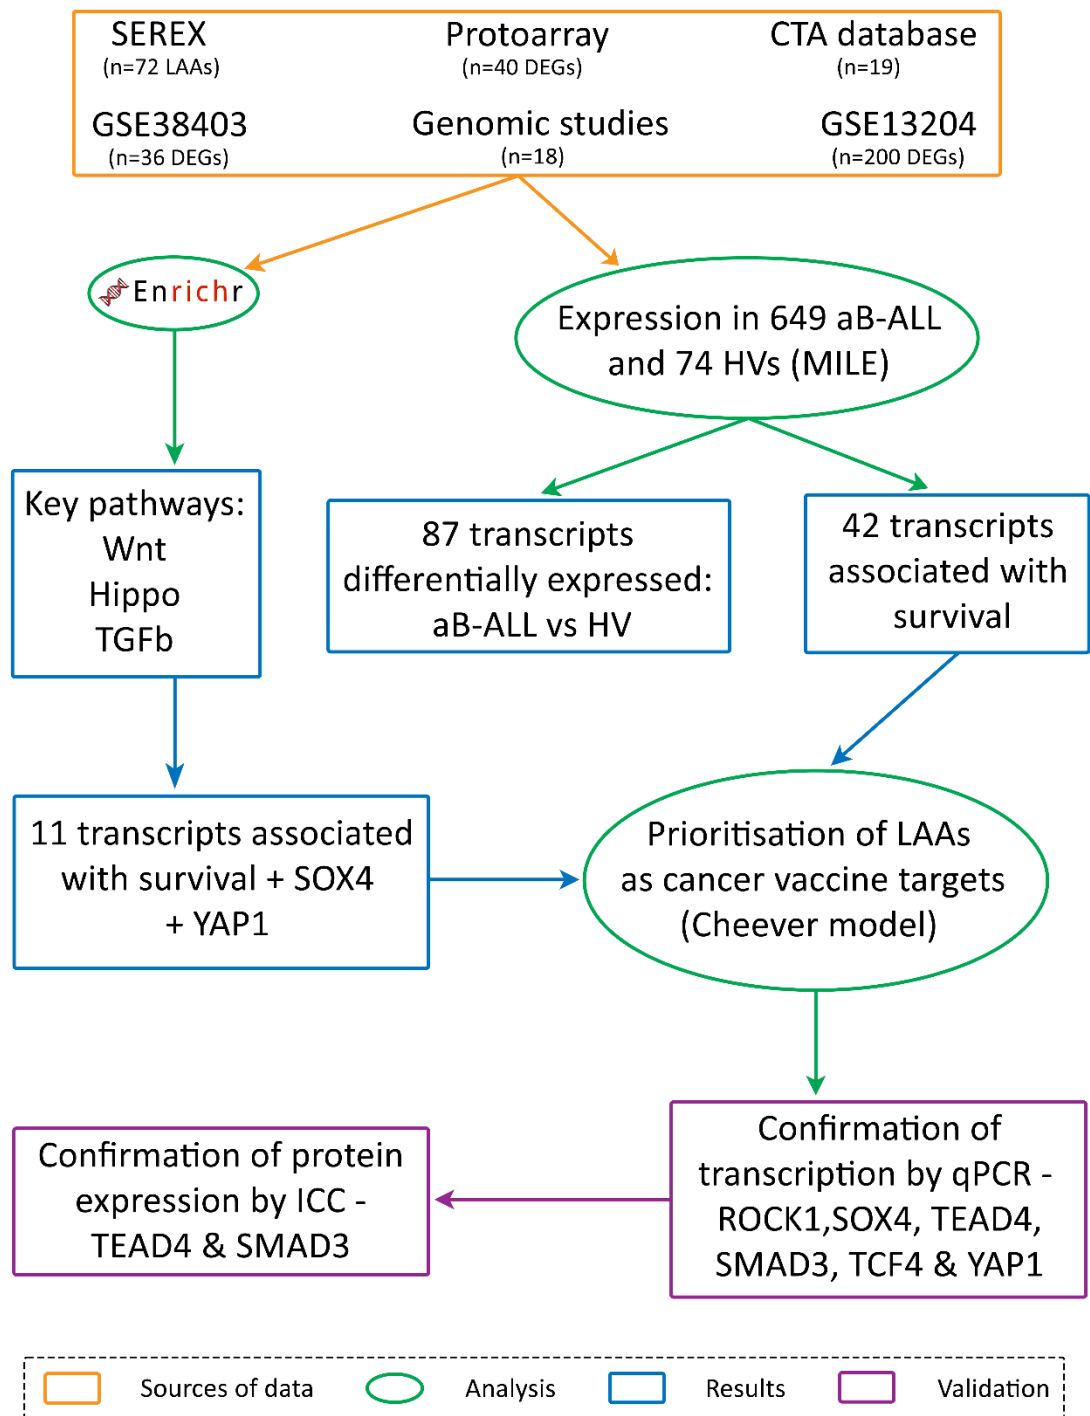 SEREX
(n=72 LAAs)
Protoarray
(n=40 DEGs)
CTA database
(n=19)
GSE38403
(n=36 DEGs)
Genomic studies
(n=18)
GSE13204
(n=200 DEGs)
Enrichr
Expression in 649 aB-ALL
and 74 HVs (MILE)
Key pathways:
Wnt
Hippo
TGFb
87 transcripts
differentially expressed:
aB-ALL vs HV
42 transcripts
associated with
survival
11 transcripts associated
with survival + SOX4
+ YAP1
Prioritisation of LAAs
as cancer vaccine targets
(Cheever model)
Confirmation of
transcription by qPCR -
ROCK1,SOX4, TEAD4,
SMAD3, TCF4 & YAP1
Confirmation of protein
expression by ICC -
TEAD4 & SMAD3
Sources of data
Analysis
Results
Validation